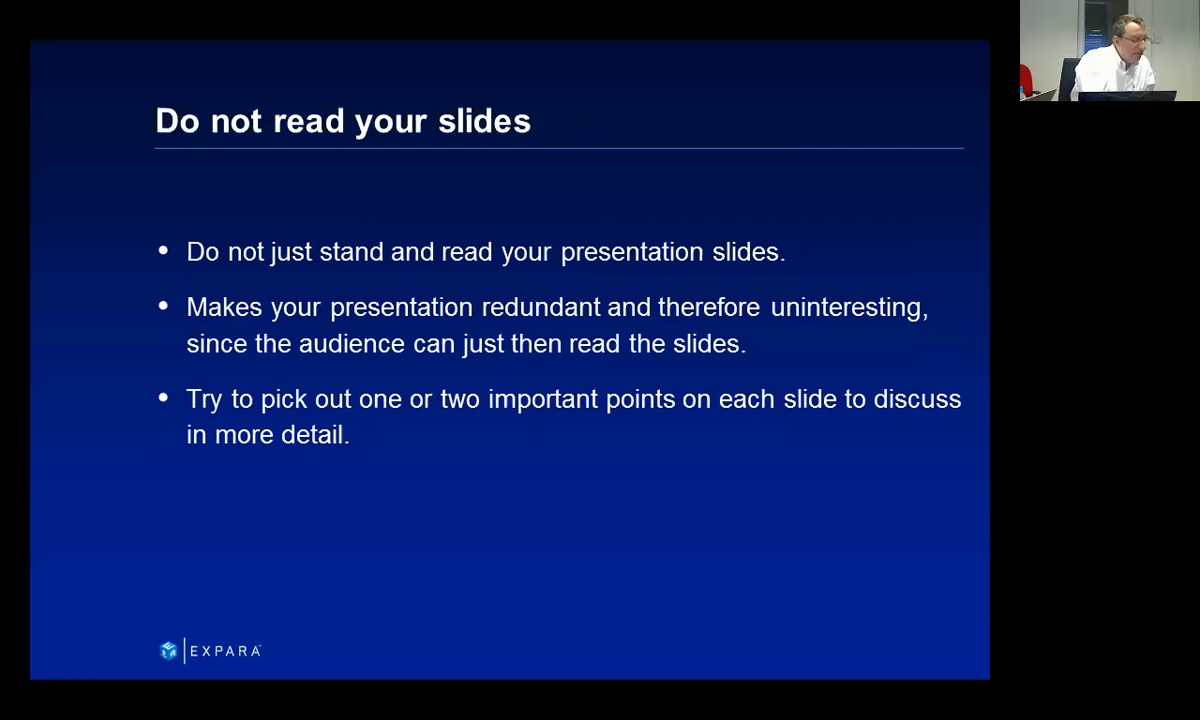 Do not read your slides
• Do not just stand and read your presentation slides.
• Makes your presentation redundant and therefore uninteresting,
since the audience can just then read the slides.
• Try to pick out one or two important points on each slide to discuss
in more detail.
EXPARA